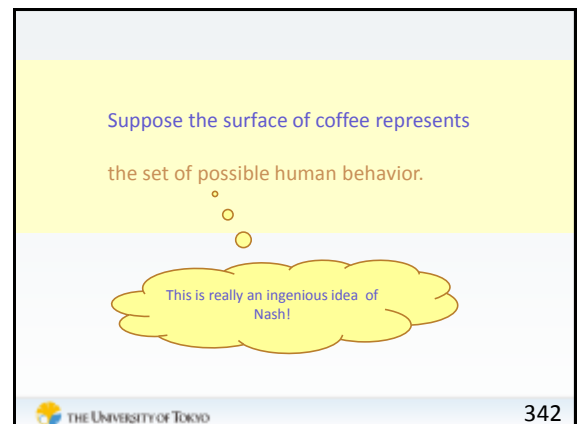 Suppose the surface of coffee represents
the set of possible human behavior.
This is really an ingenious idea of
Nash!
THE UNIVERSITY OF TOKYO
342